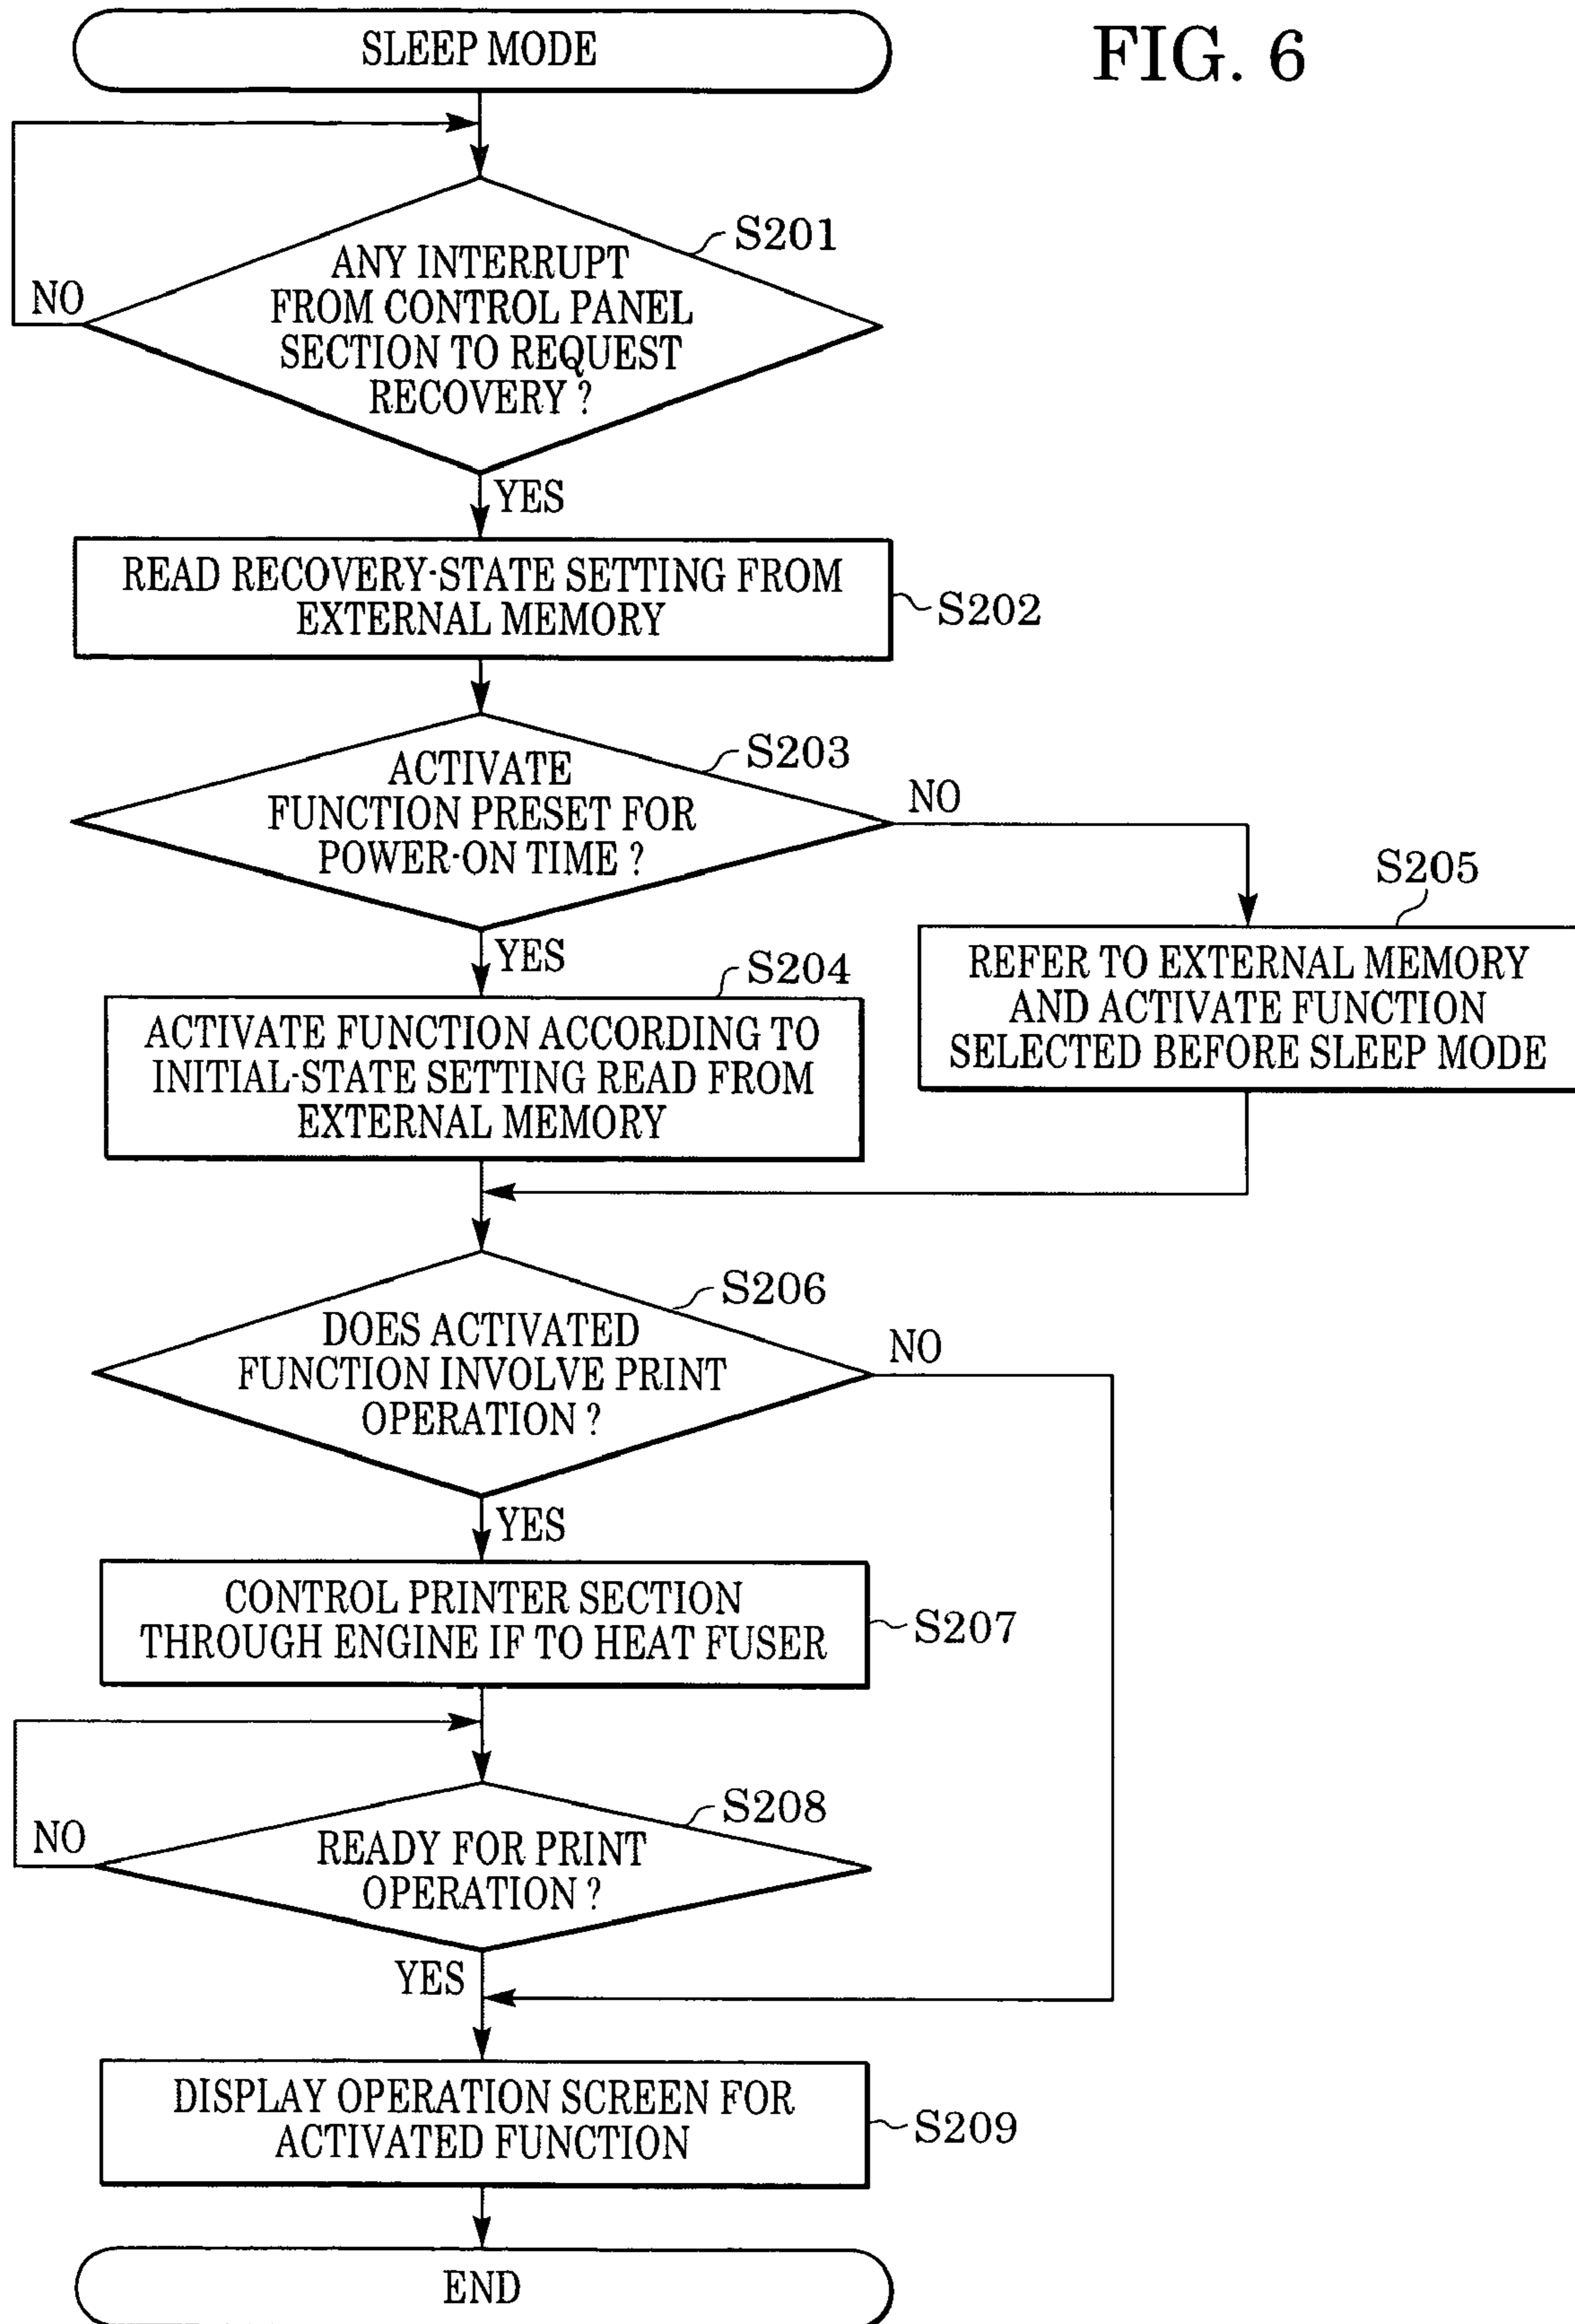 FIG. 6
SLEEP MODE
S201
ANY INTERRUPT
FROM CONTROL PANEL
SECTION TO REQUEST
RECOVERY ?
NO
YES
READ RECOVERY-STATE SETTING FROM
EXTERNAL MEMORY
S202
S203
ACTIVATE
FUNCTION PRESET FOR
POWER-ON TIME ?
NO
YES
S205
REFER TO EXTERNAL MEMORY
AND ACTIVATE FUNCTION
SELECTED BEFORE SLEEP MODE
S204
ACTIVATE FUNCTION ACCORDING TO
INITIAL-STATE SETTING READ FROM
EXTERNAL MEMORY
S206
DOES ACTIVATED
FUNCTION INVOLVE PRINT
OPERATION ?
NO
YES
CONTROL PRINTER SECTION
THROUGH ENGINE IF TO HEAT FUSER
S207
S208
READY FOR PRINT
OPERATION ?
NO
YES
DISPLAY OPERATION SCREEN FOR
ACTIVATED FUNCTION
S209
END